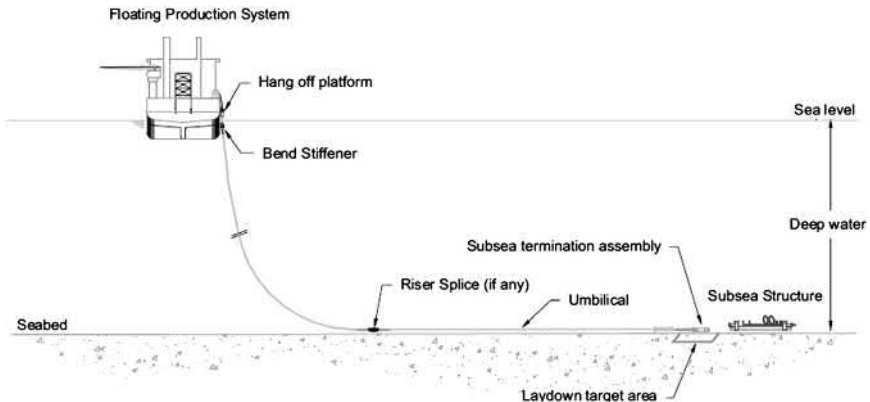 Floating Production System
Hang off platform
Sea level
Bend Stiffener
Deep water
Subsea termination assembly
Riser Splice (if any)
Umbilical
Subsea Structure
Seabed
Laydown target area